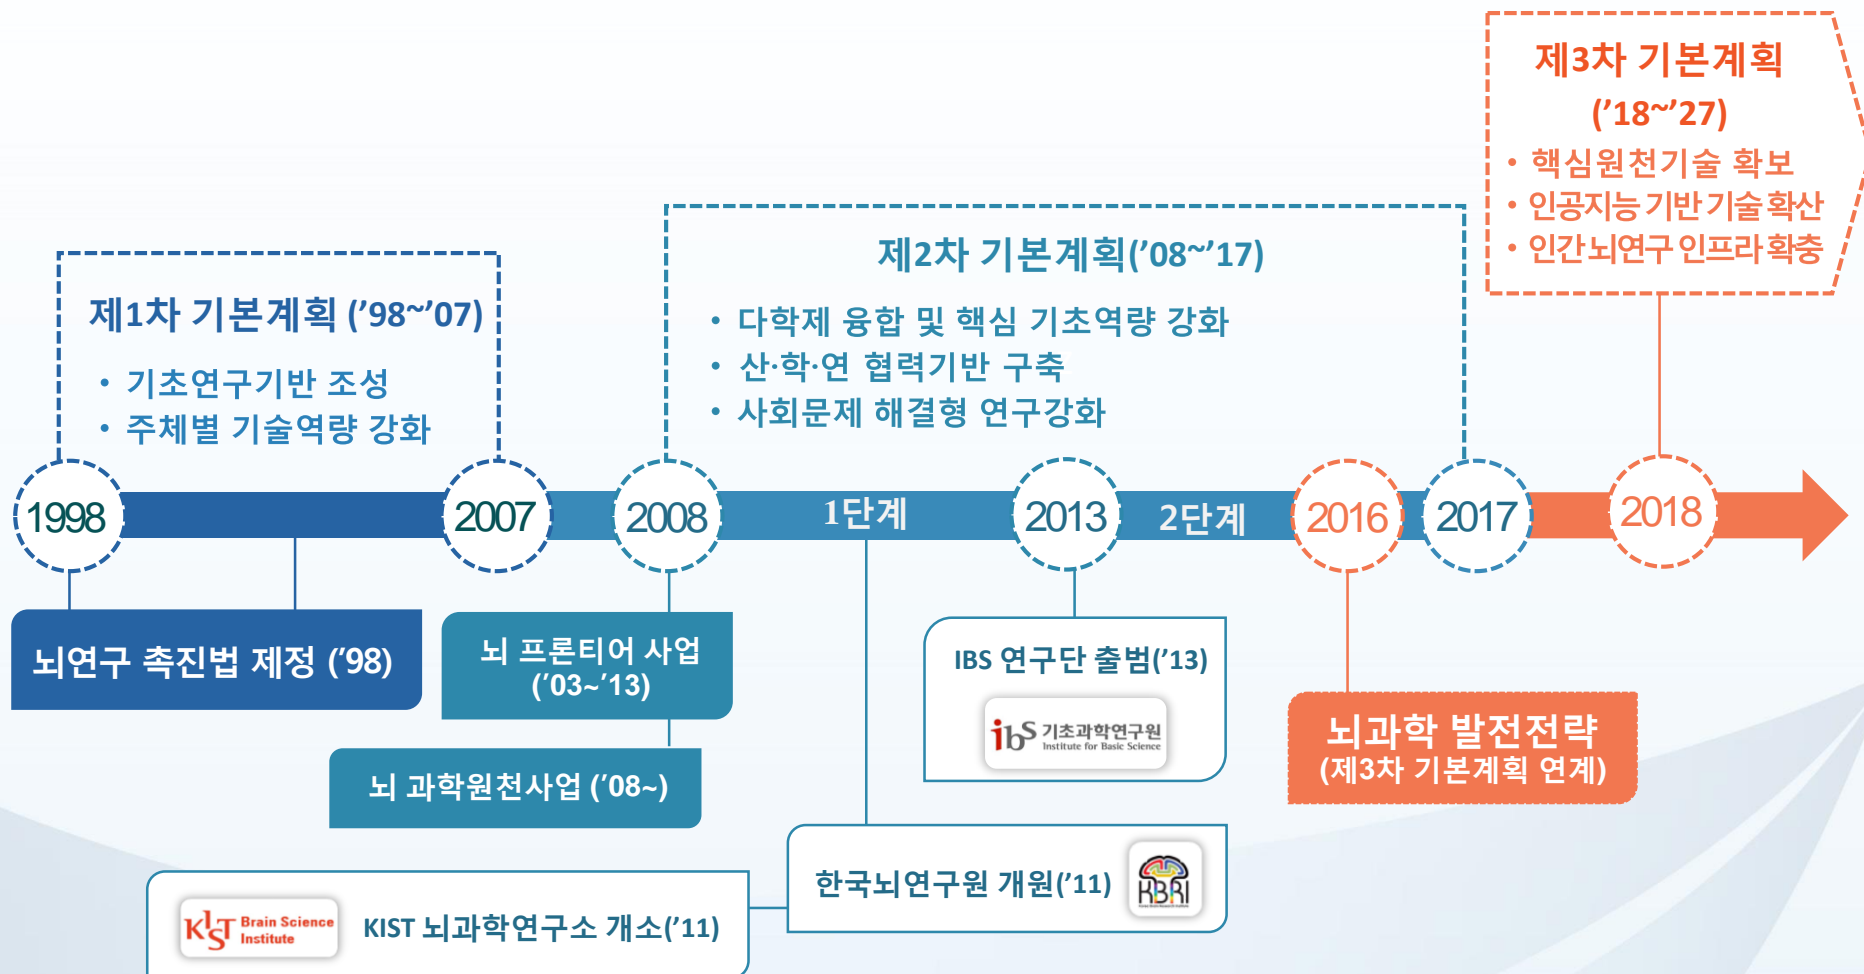 제3차 기본계획
(’18~’27)
• 핵심원천기술 확보
• 인공지능 기반 기술 확산
• 인간 뇌연구 인프라 확충
제2차 기본계획(’08~’17)
• 다학제 융합 및 핵심 기초역량 강화
• 산·학·연 협력기반 구축
• 사회문제 해결형 연구강화
제1차 기본계획 (’98~’07)
• 기초연구기반 조성
• 주체별 기술역량 강화
1998
2007
2008
1단계
2013
2단계
2016
2017
2018
뇌연구 촉진법 제정 (’98)
뇌 프론티어 사업
(’03~’13)
뇌 과학원천사업 (’08~)
IBS 연구단 출범(’13)
ibS 기초과학연구원
Institute for Basic Science
뇌과학 발전전략
(제3차 기본계획 연계)
한국뇌연구원 개원(’11)
KBRI
KIST Brain Science
Institute
KIST 뇌과학연구소 개소(’11)